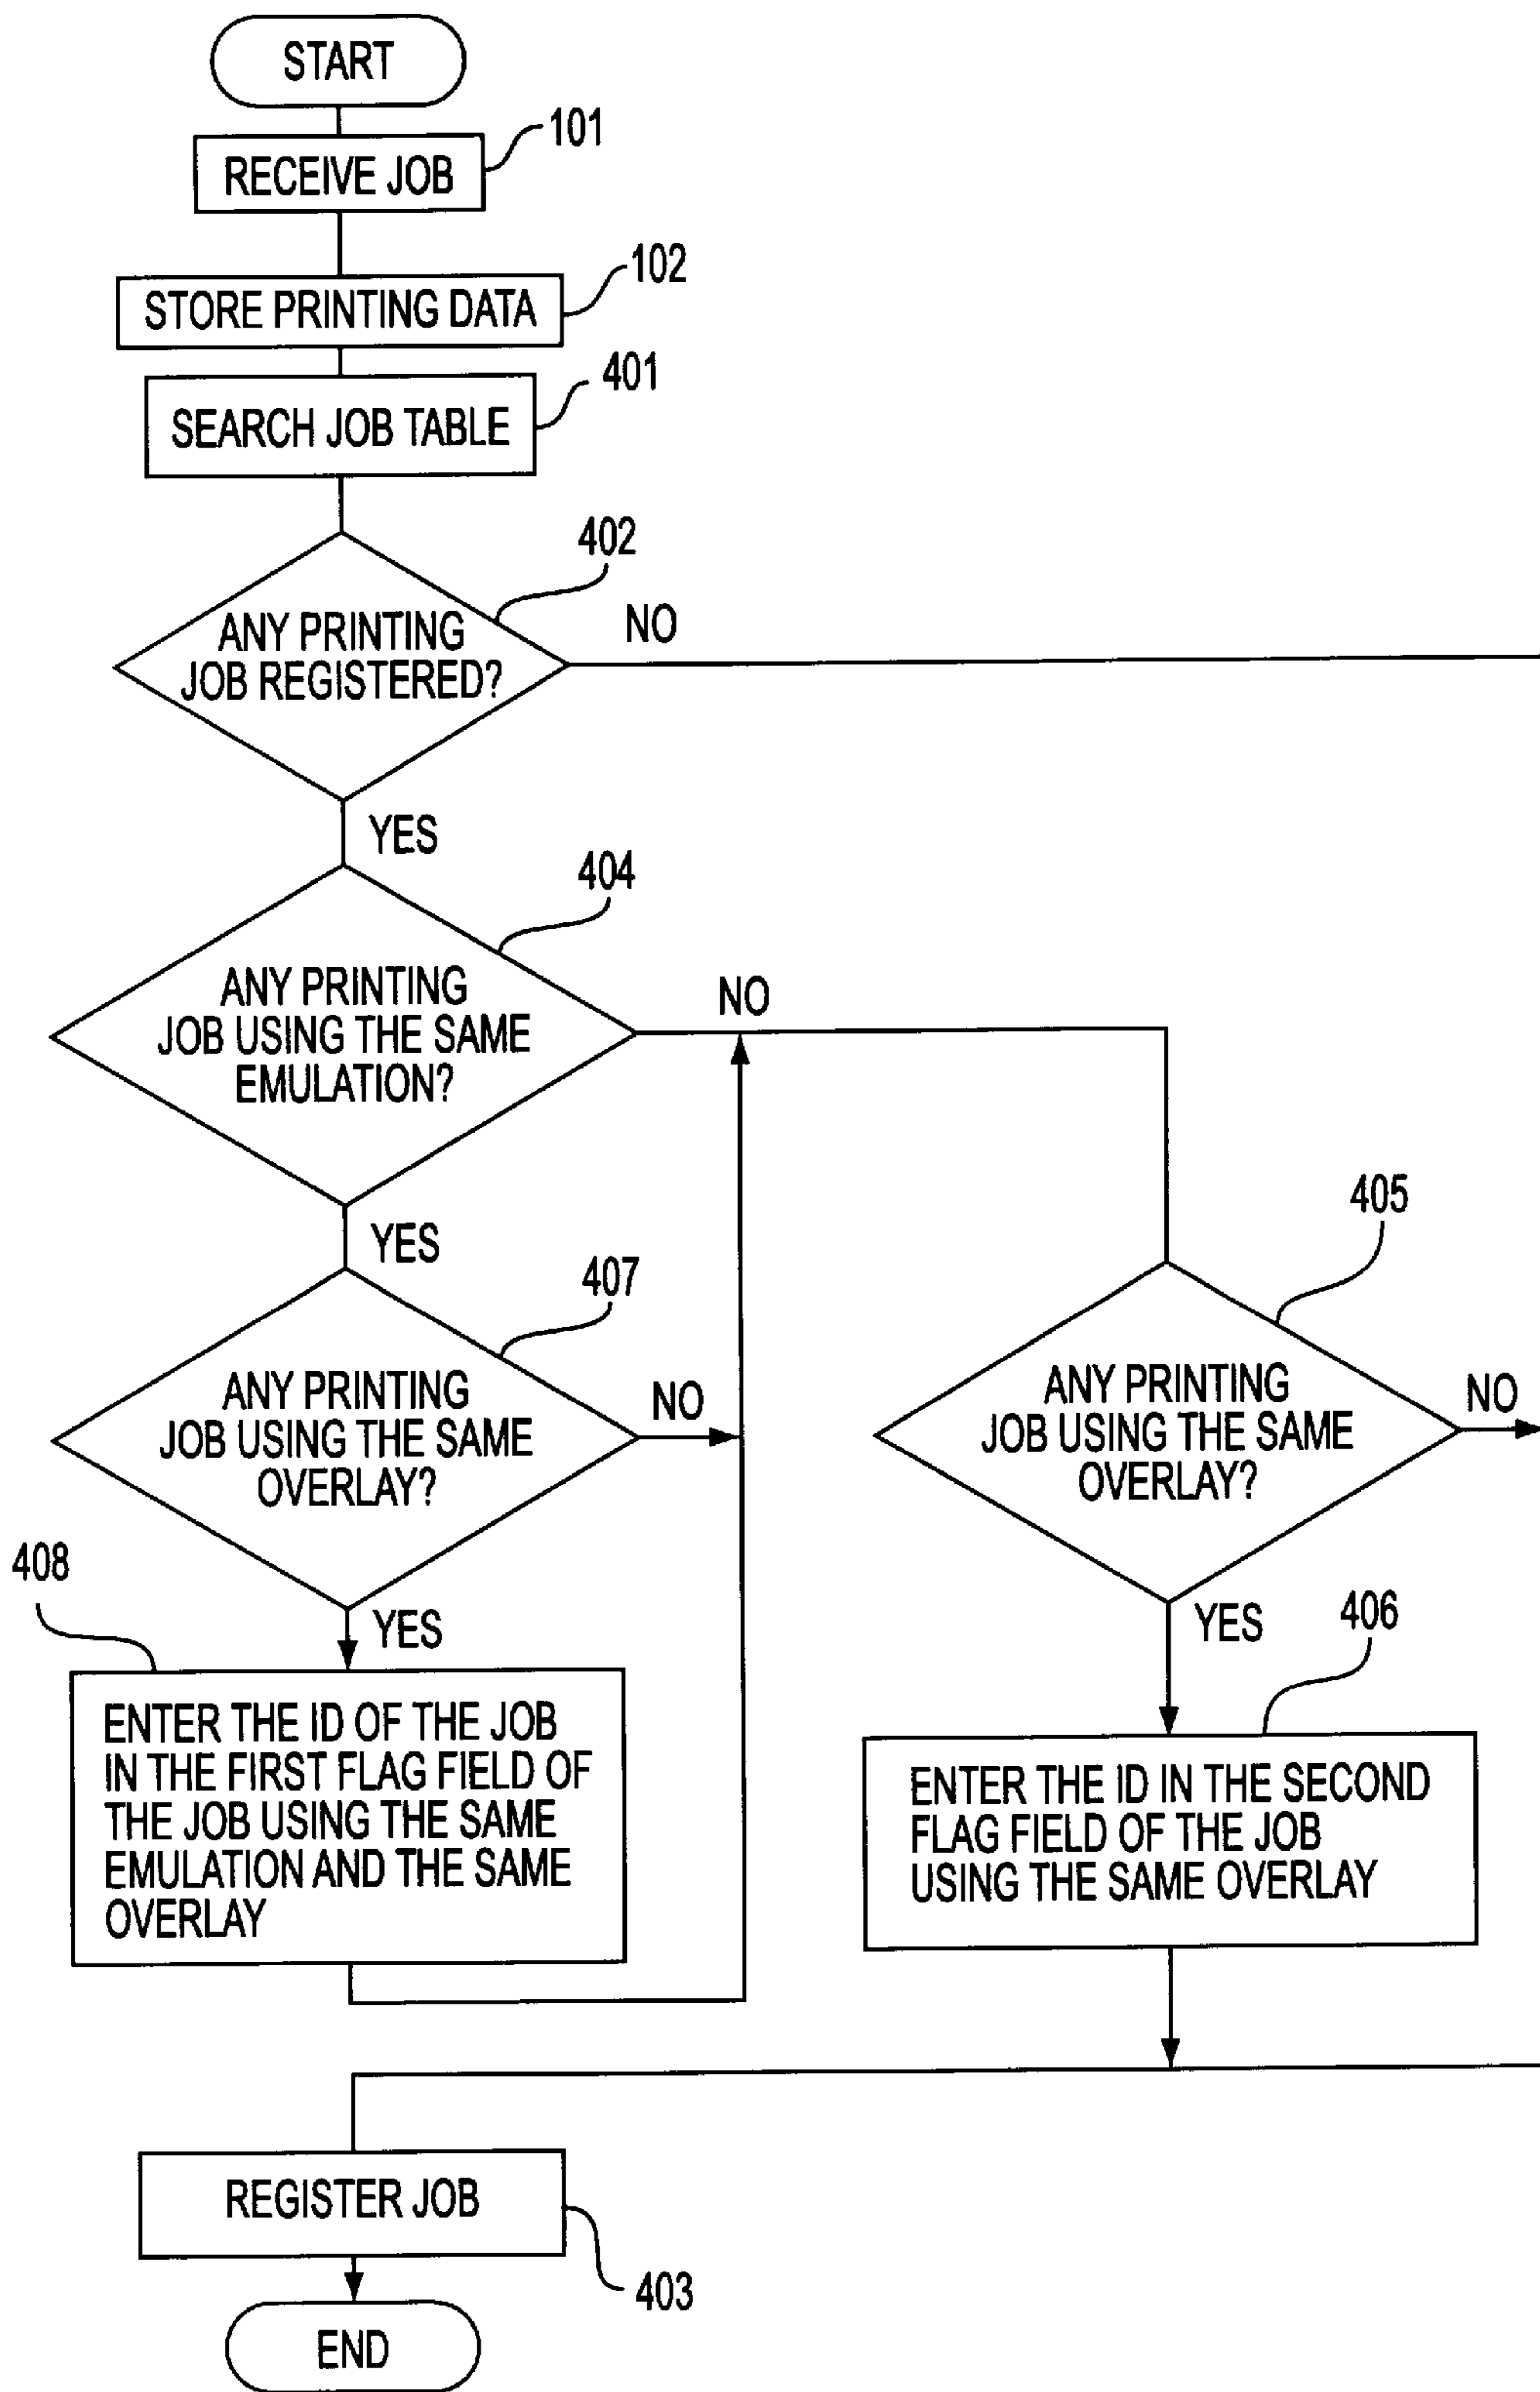 START
101
RECEIVE JOB
102
STORE PRINTING DATA
401
SEARCH JOB TABLE
402
ANY PRINTING
JOB REGISTERED?
NO
YES
404
ANY PRINTING
JOB USING THE SAME
EMULATION?
NO
YES
407
ANY PRINTING
JOB USING THE SAME
OVERLAY?
NO
YES
408
ENTER THE ID OF THE JOB
IN THE FIRST FLAG FIELD OF
THE JOB USING THE SAME
EMULATION AND THE SAME
OVERLAY
405
ANY PRINTING
JOB USING THE SAME
OVERLAY?
NO
YES
406
ENTER THE ID IN THE SECOND
FLAG FIELD OF THE JOB
USING THE SAME OVERLAY
REGISTER JOB
403
END